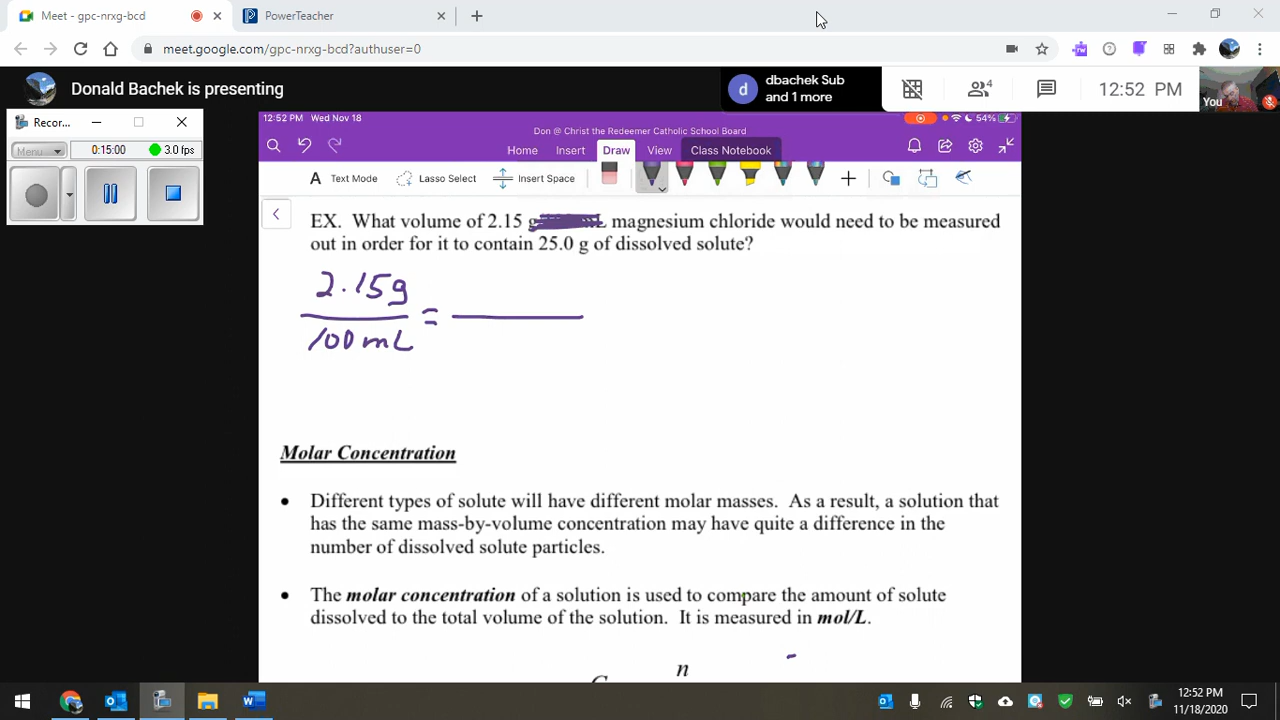 Meet - gpc-nrxg-bcd
PowerTeacher
meet.google.com/gpc-nrxg-bcd?authuser=0
Donald Bachek is presenting
d
dbachek Sub
and 1 more
4
12:52 PM
You
Recor...
Menu
0:15:00
3.0 fps
12:52 PM Wed Nov 18
54%
Don @ Christ the Redeemer Catholic School Board
Home Insert Draw View Class Notebook
A Text Mode Lasso Select Insert Space
EX. What volume of 2.15 g mL magnesium chloride would need to be measured
out in order for it to contain 25.0 g of dissolved solute?
2.15g
=
100 mL
Molar Concentration
• Different types of solute will have different molar masses. As a result, a solution that
has the same mass-by-volume concentration may have quite a difference in the
number of dissolved solute particles.
• The molar concentration of a solution is used to compare the amount of solute
dissolved to the total volume of the solution. It is measured in mol/L.
n
12:52 PM
11/18/2020